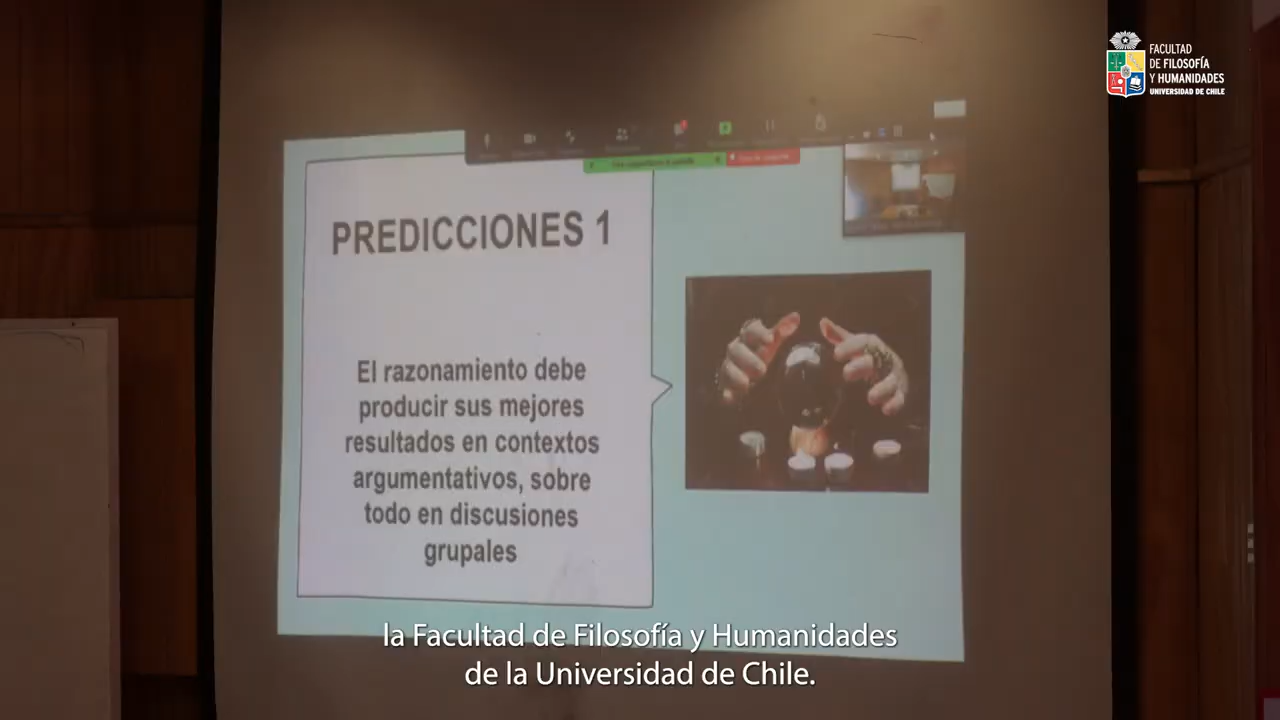 FACULTAD
DE FILOSOFÍA
Y HUMANIDADES
UNIVERSIDAD DE CHILE
PREDICCIONES 1
El razonamiento debe
producir sus mejores
resultados en contextos
argumentativos, sobre
todo en discusiones
grupales
la Facultad de Filosofía y Humanidades
de la Universidad de Chile.